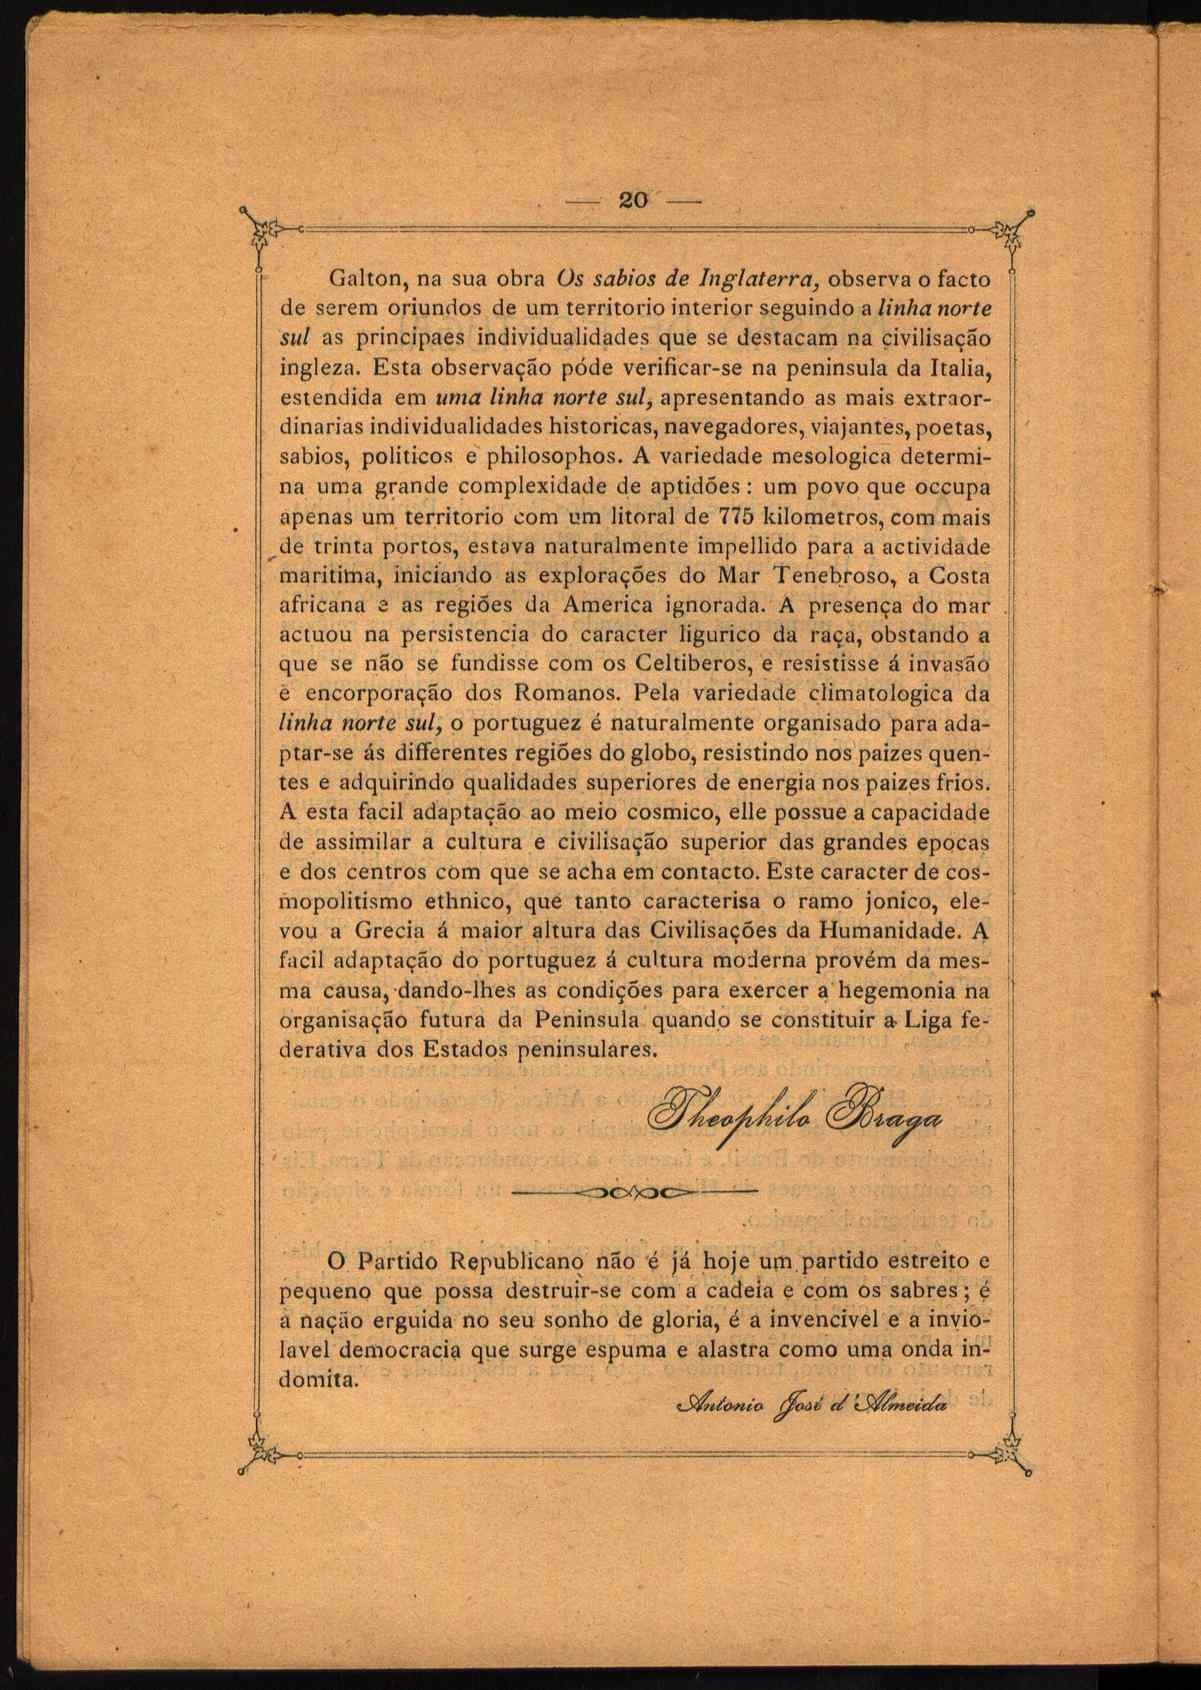 — 20 —
Galton, na sua obra Os sabios de Inglaterra, observa o facto
de serem oriundos de um territorio interior seguindo a linha norte
sul as principaes individualidades que se destacam na civilisação
ingleza. Esta observação póde verificar-se na peninsula da Italia,
estendida em uma linha norte sul, apresentando as mais extraor-
dinarias individualidades historicas, navegadores, viajantes, poetas,
sabios, politicos e philosophos. A variedade mesologica determi-
na uma grande complexidade de aptidões : um povo que occupa
apenas um territorio com um litoral de 775 kilometros, com mais
de trinta portos, estava naturalmente impellido para a actividade
maritima, iniciando as explorações do Mar Tenebroso, a Costa
africana e as regiões da America ignorada. A presença do mar
actuou na persistencia do caracter ligurico da raça, obstando a
que se não se fundisse com os Celtiberos, e resistisse á invasão
e encorporação dos Romanos. Pela variedade climatologica da
linha norte sul, o portuguez é naturalmente organisado para ada-
ptar-se ás differentes regiões do globo, resistindo nos paizes quen-
tes e adquirindo qualidades superiores de energia nos paizes frios.
A esta facil adaptação ao meio cosmico, elle possue a capacidade
de assimilar a cultura e civilisação superior das grandes epocas
e dos centros com que se acha em contacto. Este caracter de cos-
mopolitismo ethnico, que tanto caracterisa o ramo jonico, ele-
vou a Grecia á maior altura das Civilisações da Humanidade. A
facil adaptação do portuguez á cultura moderna provém da mes-
ma causa, dando-lhes as condições para exercer a hegemonia na
organisação futura da Peninsula quando se constituir a Liga fe-
derativa dos Estados peninsulares.
Theophilo Braga
O Partido Republicano não é já hoje um partido estreito e
pequeno que possa destruir-se com a cadeia e com os sabres ; é
a nação erguida no seu sonho de gloria, é a invencivel e a invio-
lavel democracia que surge espuma e alastra como uma onda in-
domita.
Antonio José d'Almeida